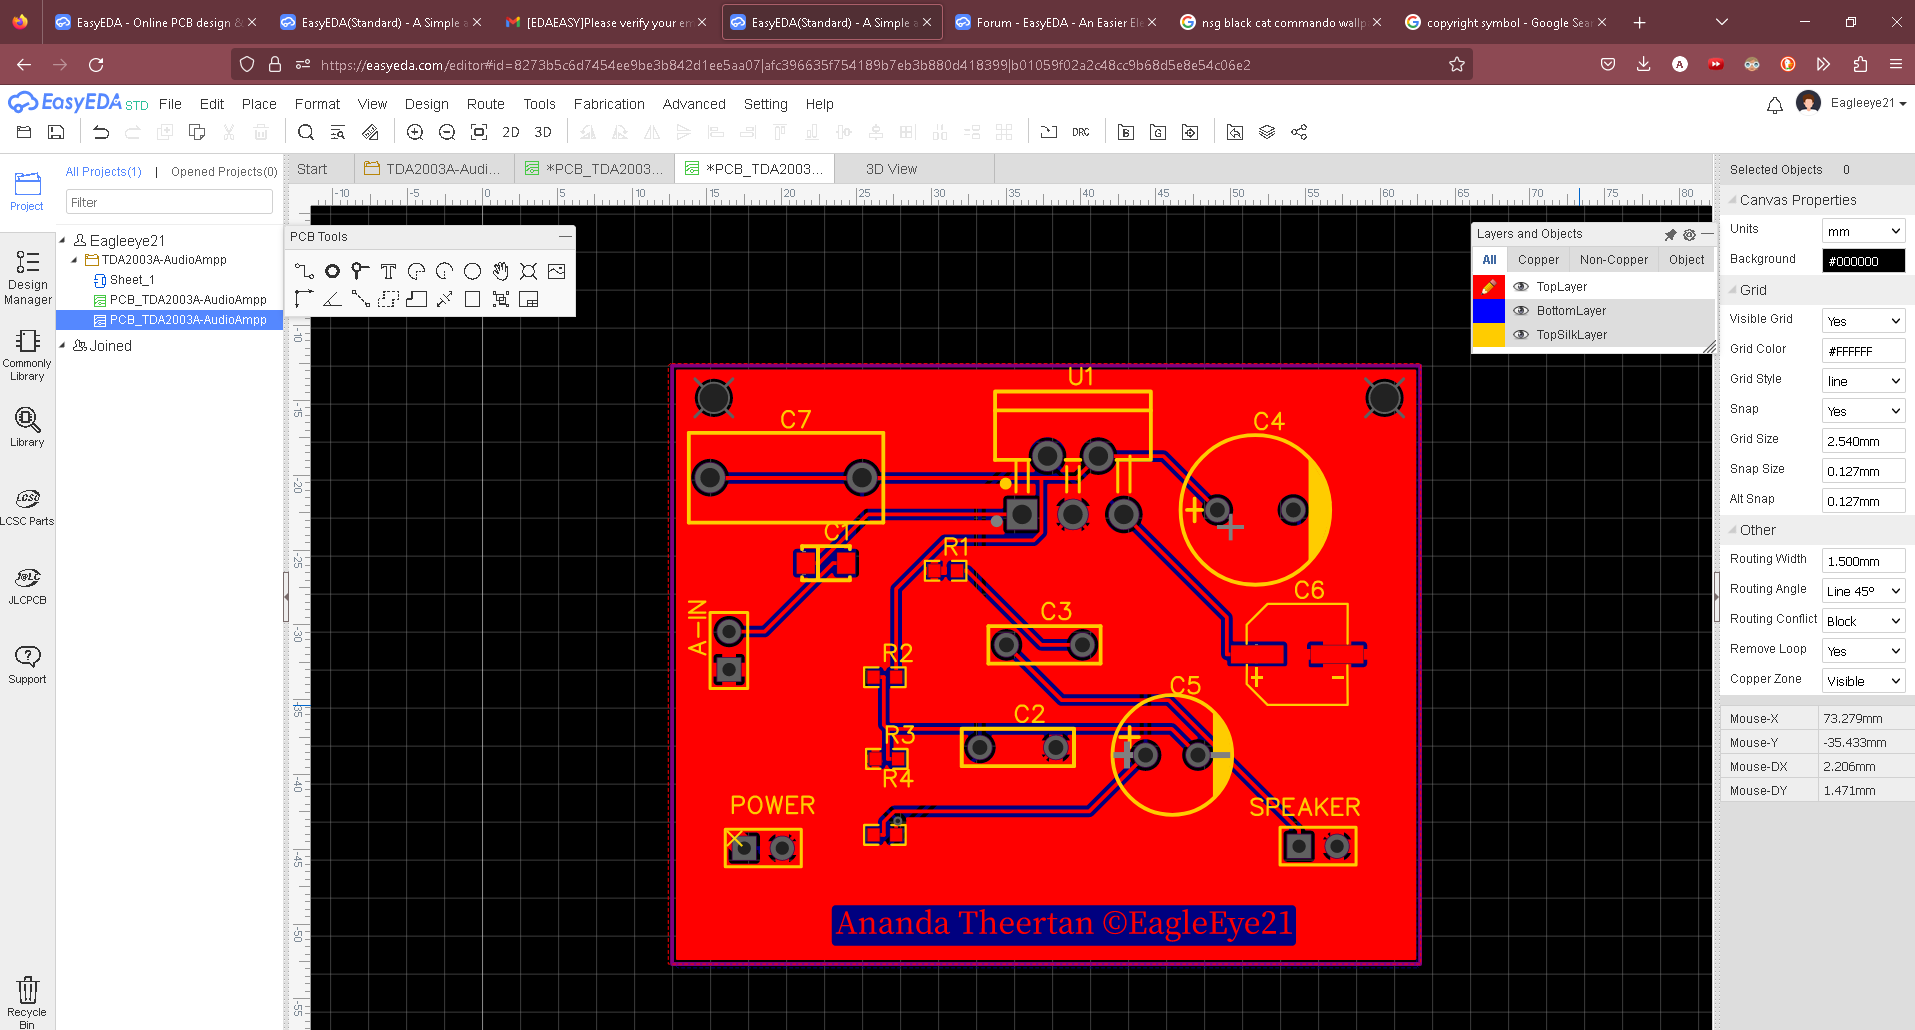 EasyEDA - Online PCB design &
EasyEDA(Standard) - A Simple a
[EDAEASY]Please verify your em
EasyEDA(Standard) - A Simple a
Forum - EasyEDA - An Easier Ele
nsg black cat commando wallp
copyright symbol - Google Sear
https://easyeda.com/editor#id=8273b5c6d7454ee9be3b842d1ee5aa07|afc396635f754189b7eb3b880d418399|b01059f02a2c48cc9b68d5e8e54c06e2
EasyEDA STD File Edit Place Format View Design Route Tools Fabrication Advanced Setting Help
Eagleeye21
2D 3D DRC
Project
Design Manager
Commonly Library
Library
LCSC Parts
JLCPCB
Support
Recycle Bin
All Projects(1) | Opened Projects(0)
Filter
Eagleeye21
TDA2003A-AudioAmpp
Sheet_1
PCB_TDA2003A-AudioAmpp
PCB_TDA2003A-AudioAmpp
Joined
Start
TDA2003A-Audi...
*PCB_TDA2003...
*PCB_TDA2003...
3D View
-10 -5 0 5 10 15 20 25 30 35 40 45 50 55 60 65 70 75 80
-10
-15
-20
-25
-30
-35
-40
-45
-50
-55
PCB Tools
T
Layers and Objects
All Copper Non-Copper Object
TopLayer
BottomLayer
TopSilkLayer
U1
C7
C4
C1
R1
C6
A-IN
C3
R2
C5
C2
R3
R4
POWER
SPEAKER
Ananda Theertan ©EagleEye21
Selected Objects 0
Canvas Properties
Units mm
Background #000000
Grid
Visible Grid Yes
Grid Color #FFFFFF
Grid Style line
Snap Yes
Grid Size 2.540mm
Snap Size 0.127mm
Alt Snap 0.127mm
Other
Routing Width 1.500mm
Routing Angle Line 45º
Routing Conflict Block
Remove Loop Yes
Copper Zone Visible
Mouse-X 73.279mm
Mouse-Y -35.433mm
Mouse-DX 2.206mm
Mouse-DY 1.471mm